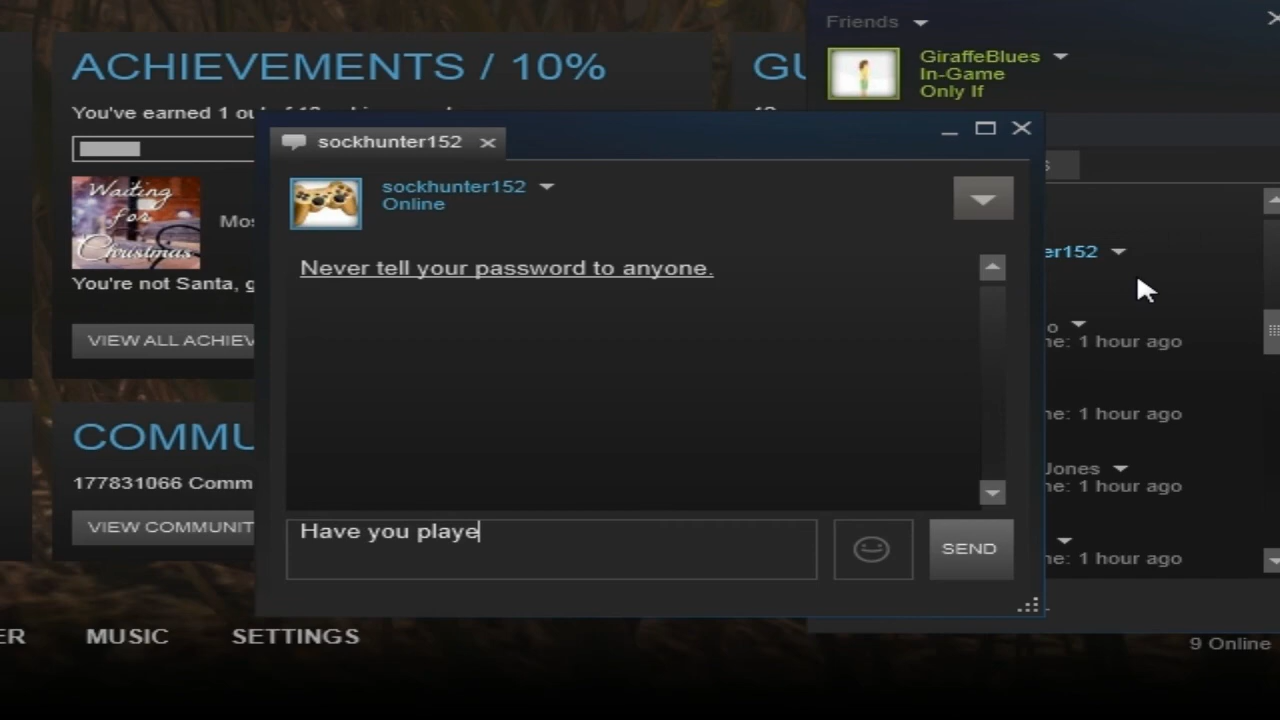 Friends
GiraffeBlues
In-Game
Only If
ACHIEVEMENTS / 10%
You've earned 1
sockhunter152
sockhunter152
Online
Never tell your password to anyone.
Have you playe
SEND
Waiting
for
Christmas
You're not Santa,
VIEW ALL ACHIEV
COMMU
177831066 Comm
VIEW COMMUNIT
er152
o
ne: 1 hour ago
ne: 1 hour ago
Jones
ne: 1 hour ago
ne: 1 hour ago
ER MUSIC SETTINGS
9 Online